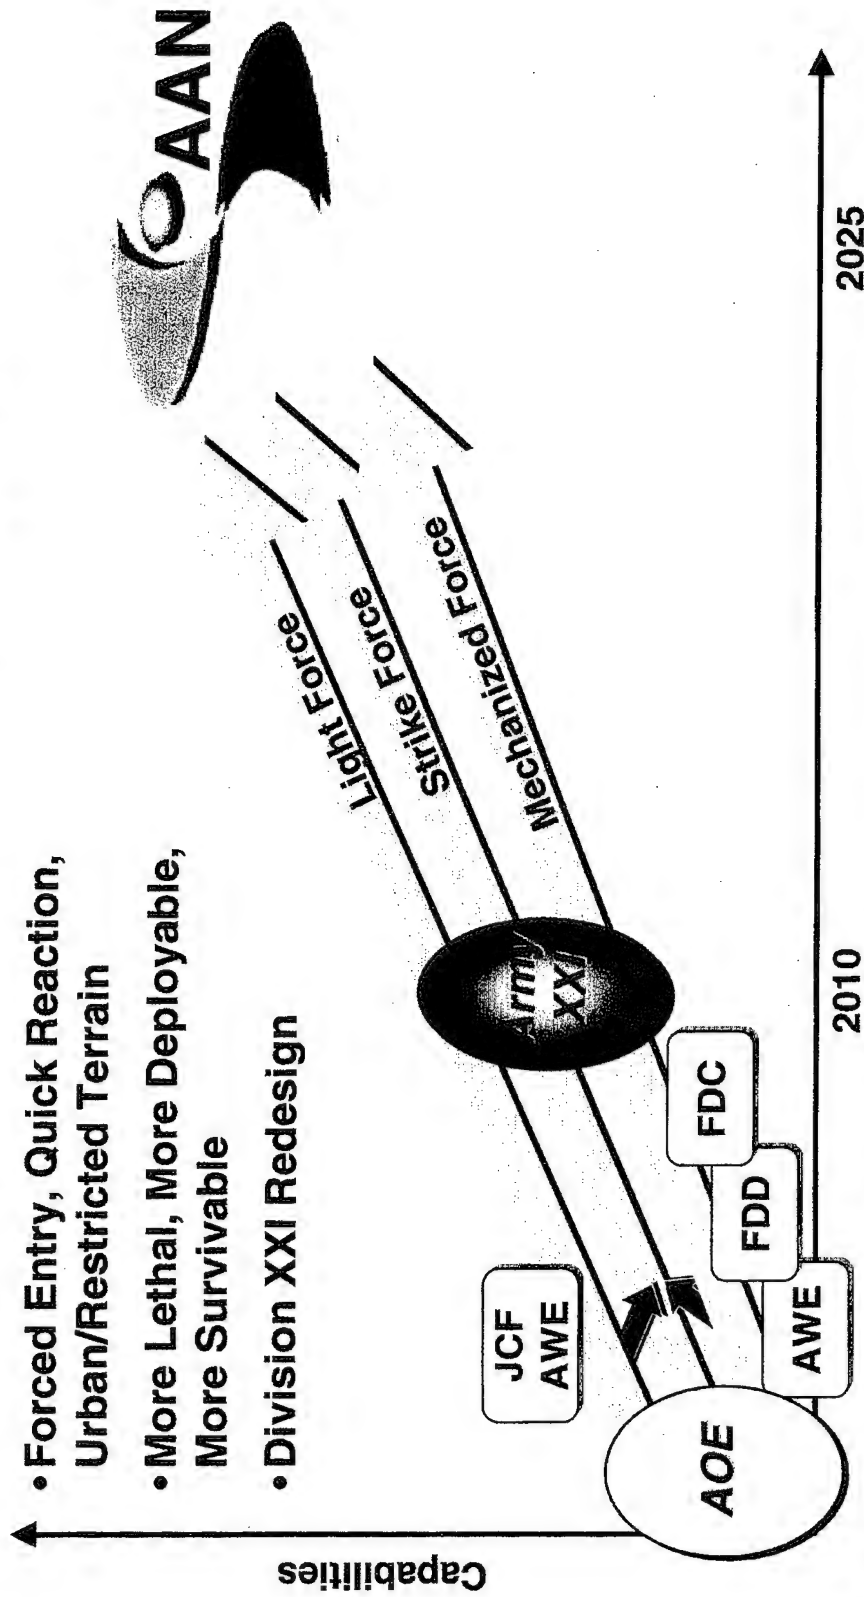 • Forced Entry, Quick Reaction,
Urban/Restricted Terrain
• More Lethal, More Deployable,
More Survivable
• Division XXI Redesign
AAN
Light Force
Strike Force
Mechanized Force
Army
XXI
JCF
AWE
FDC
FDD
AWE
AOE
Capabilities
2010
2025